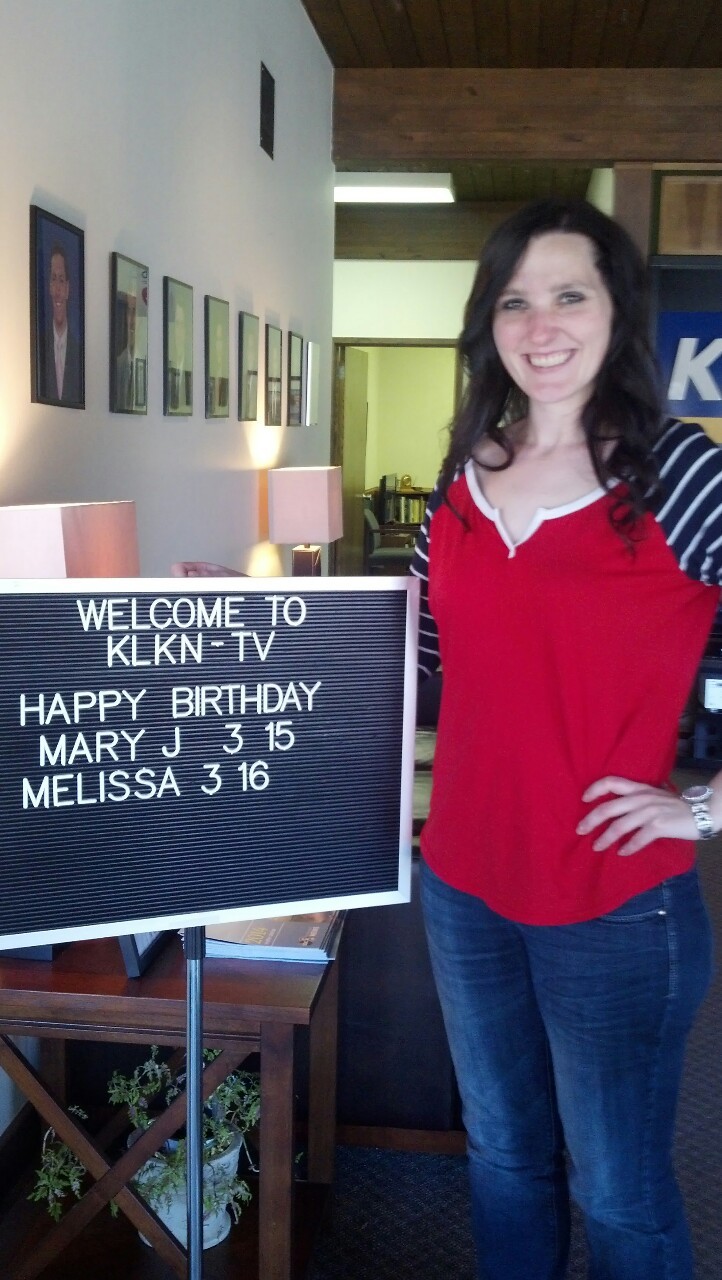 WELCOME TO
KLKN-TV
HAPPY BIRTHDAY
MARY J 3 15
MELISSA 3 16
K